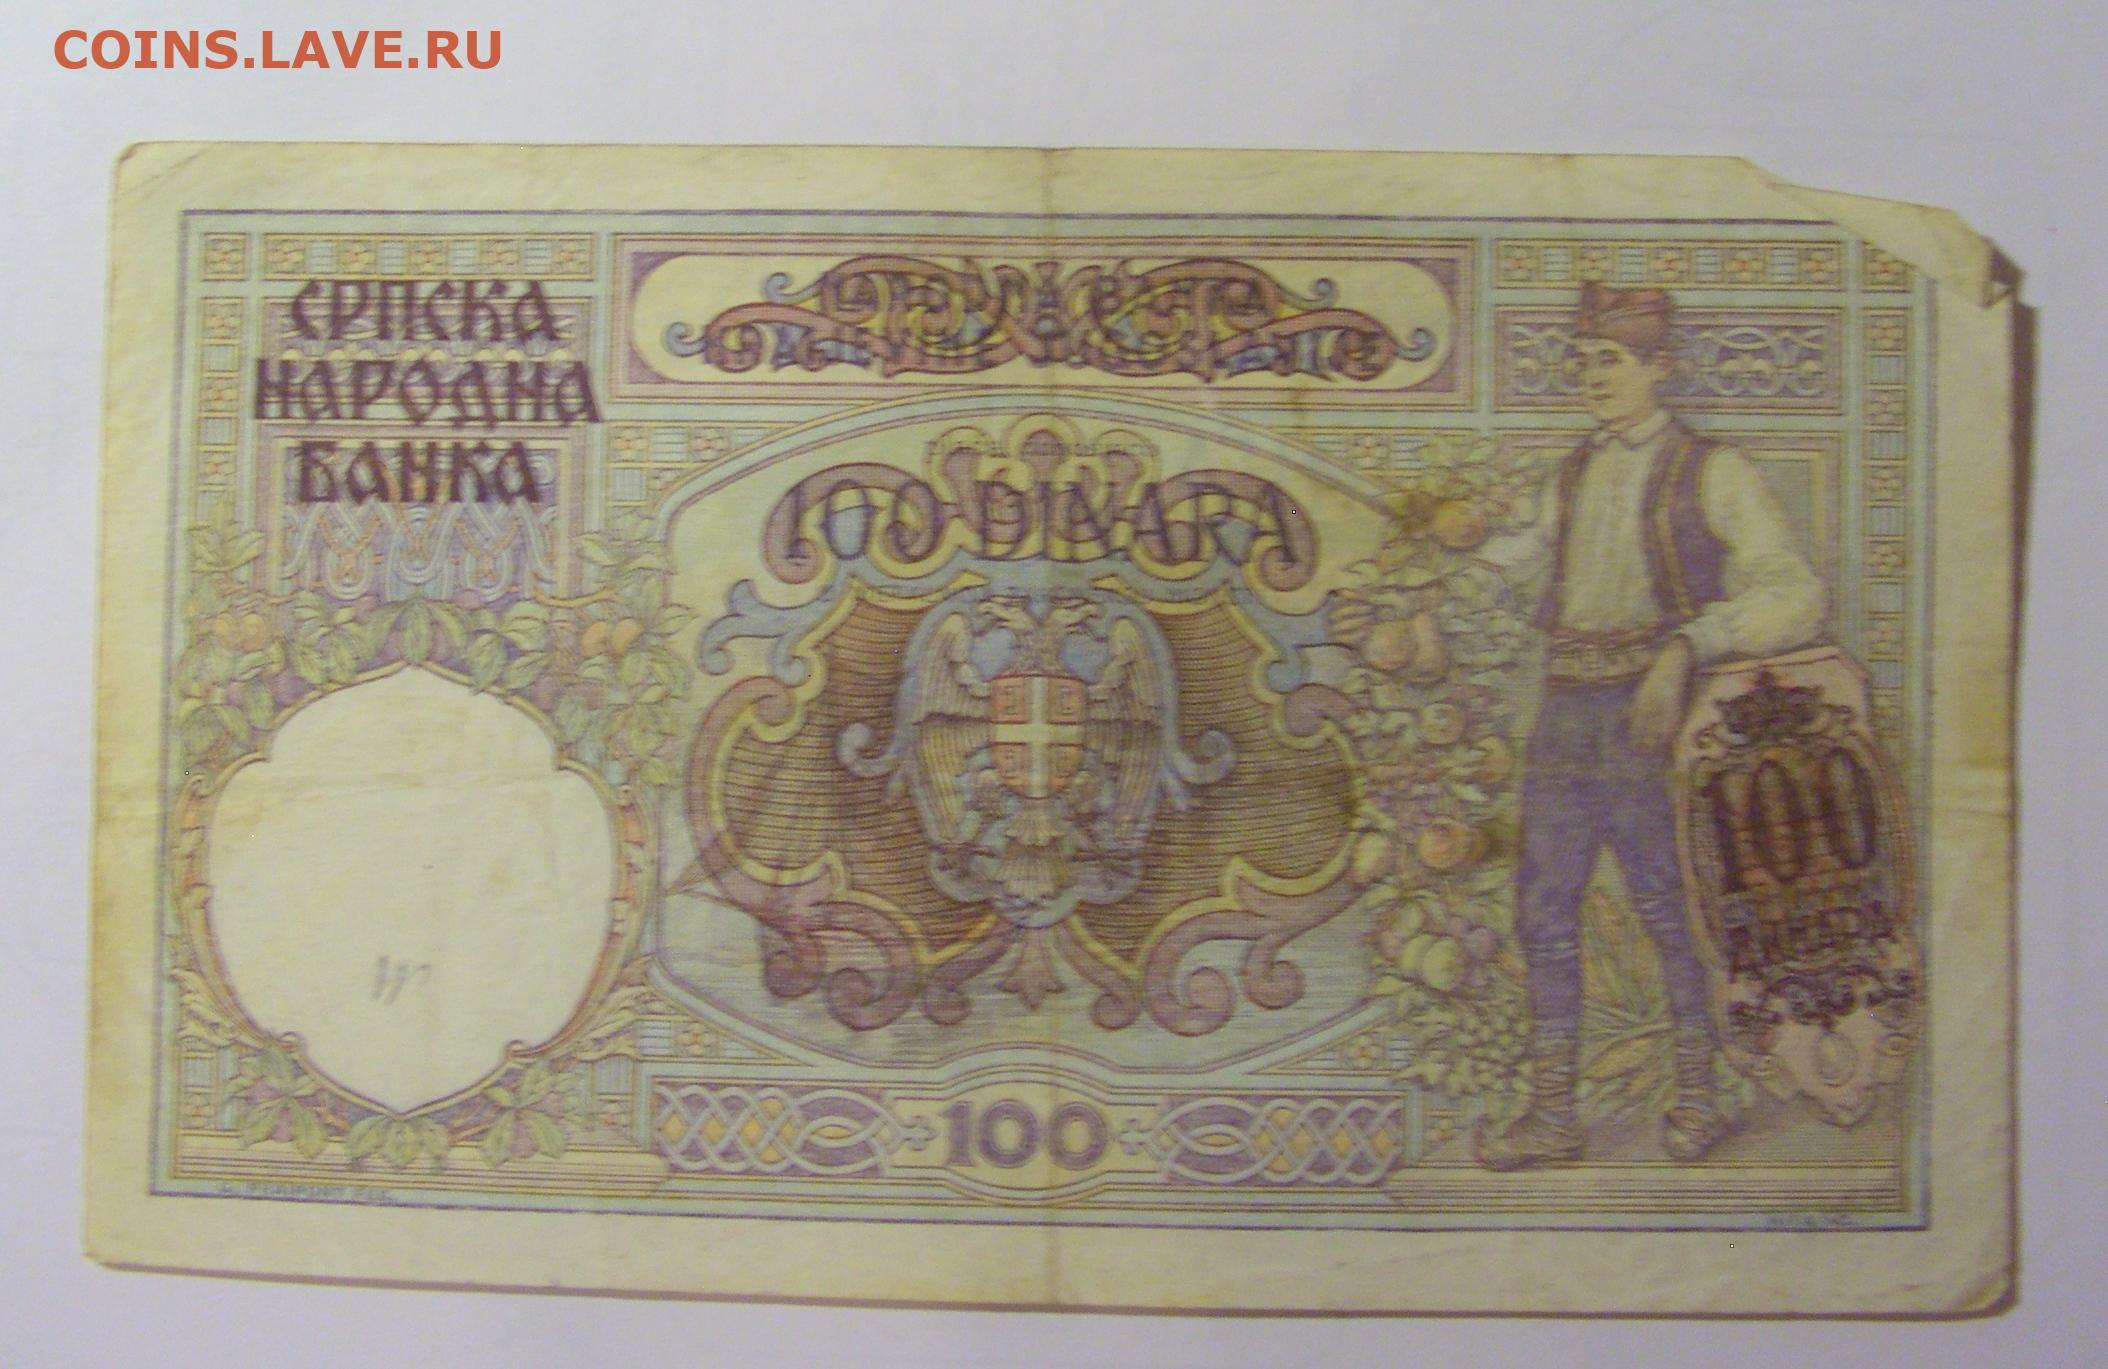 COINS.LAVE.RU
СРПСКА
НАРОДНА
БАНКА
100 DINARA
100
ДИНАРА
100